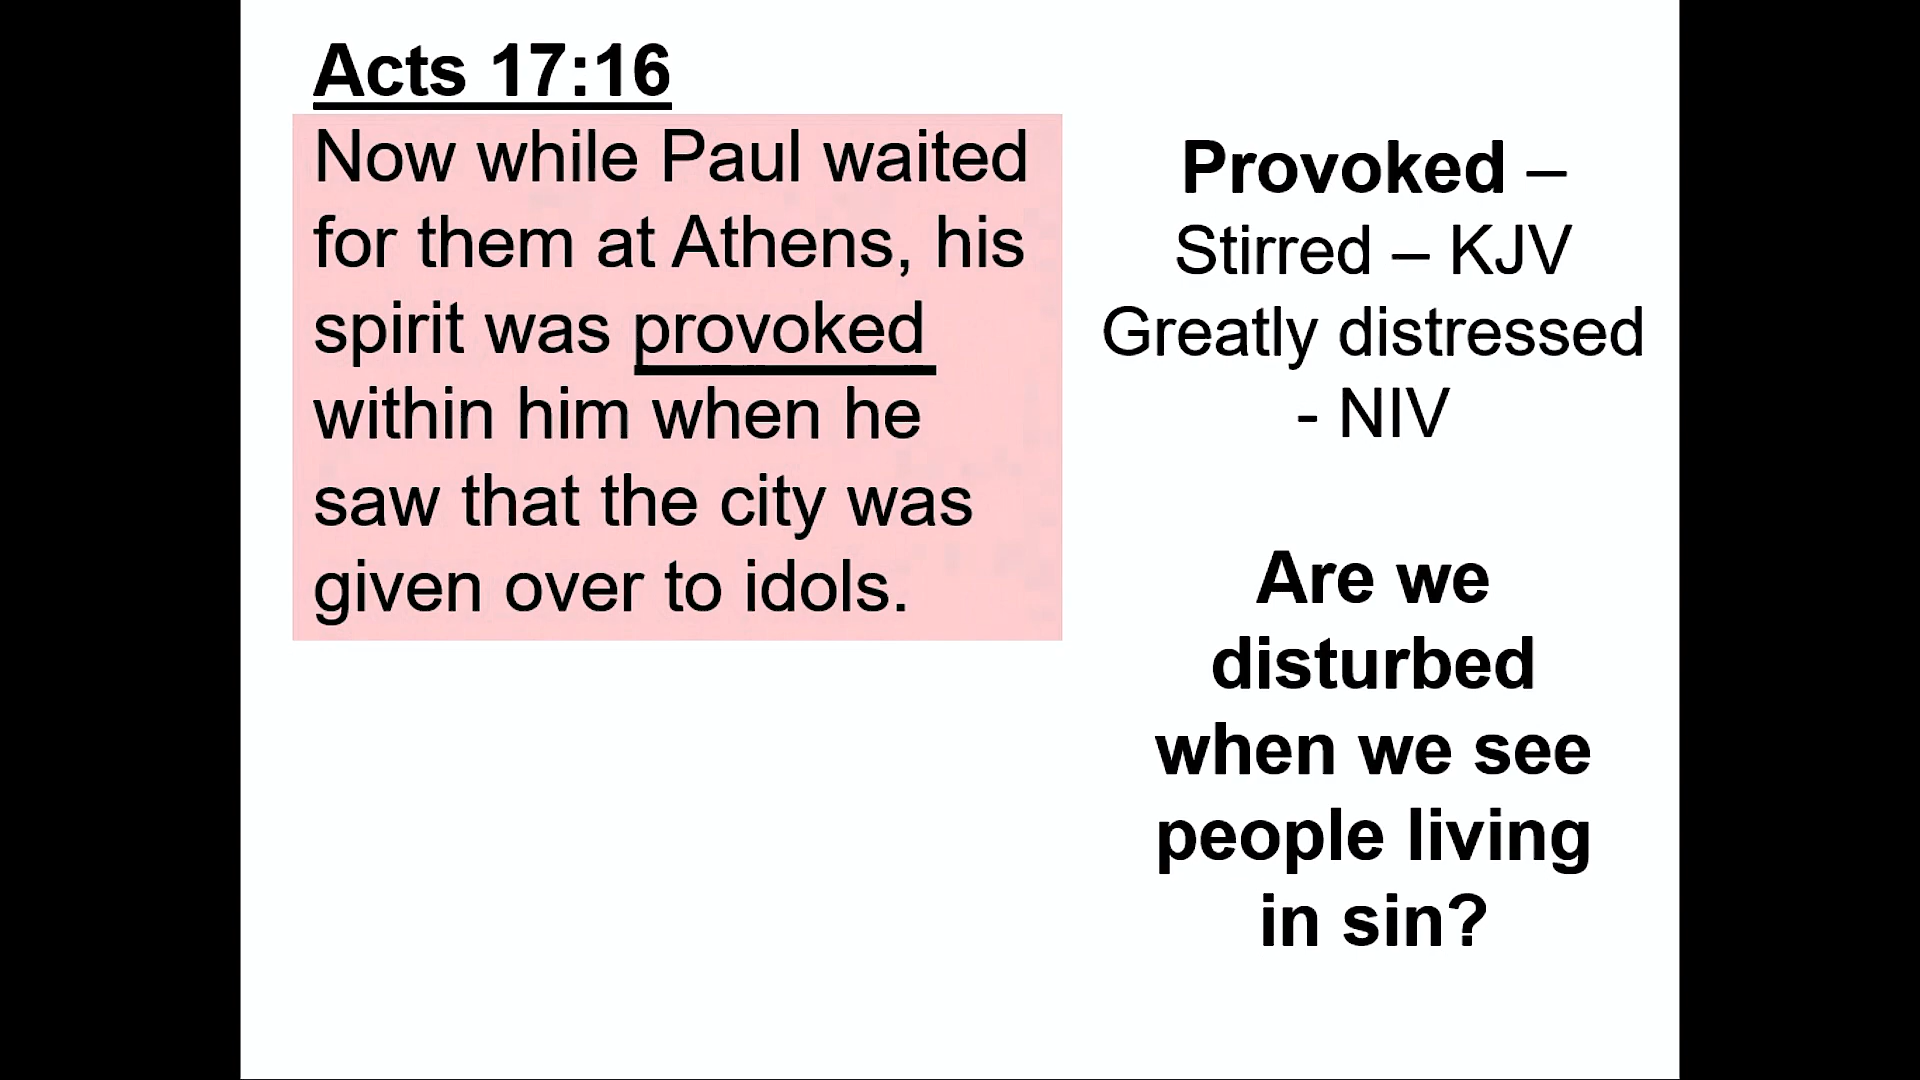 Acts 17:16
Now while Paul waited
for them at Athens, his
spirit was provoked
within him when he
saw that the city was
given over to idols.
Provoked –
Stirred – KJV
Greatly distressed
- NIV
Are we
disturbed
when we see
people living
in sin?